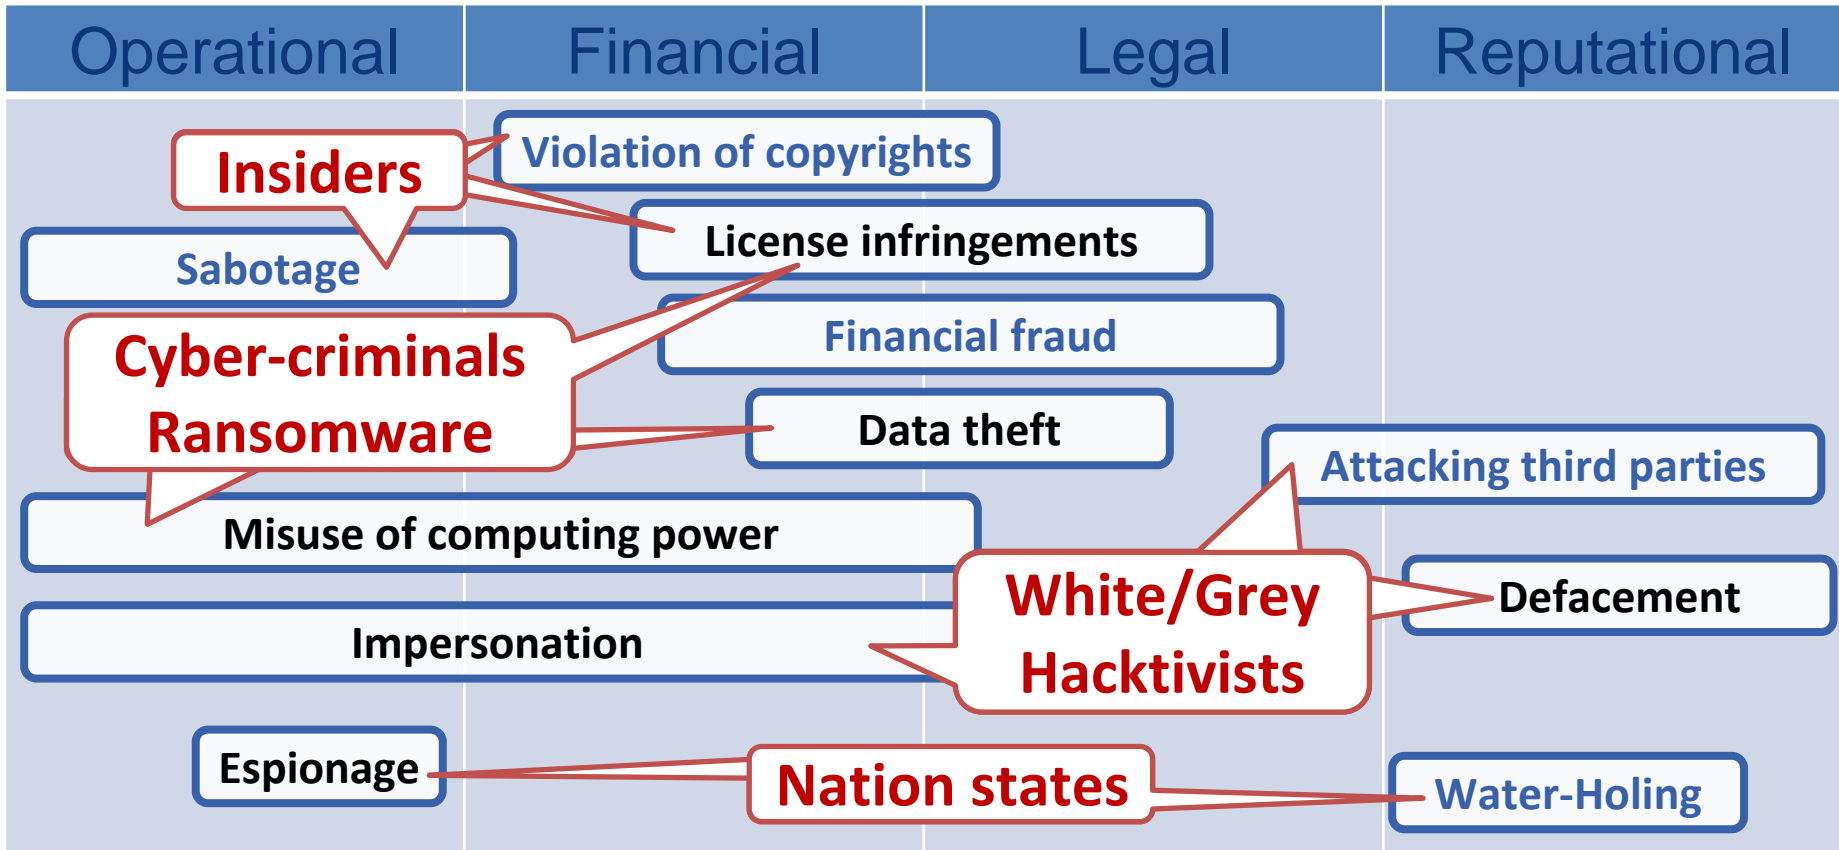 Operational
Financial
Legal
Reputational
Violation of copyrights
Insiders
License infringements
Sabotage
Financial fraud
Cyber-criminals
Ransomware
Data theft
Attacking third parties
Misuse of computing power
White/Grey
Hacktivists
Defacement
Impersonation
Espionage
Nation states
Water-Holing